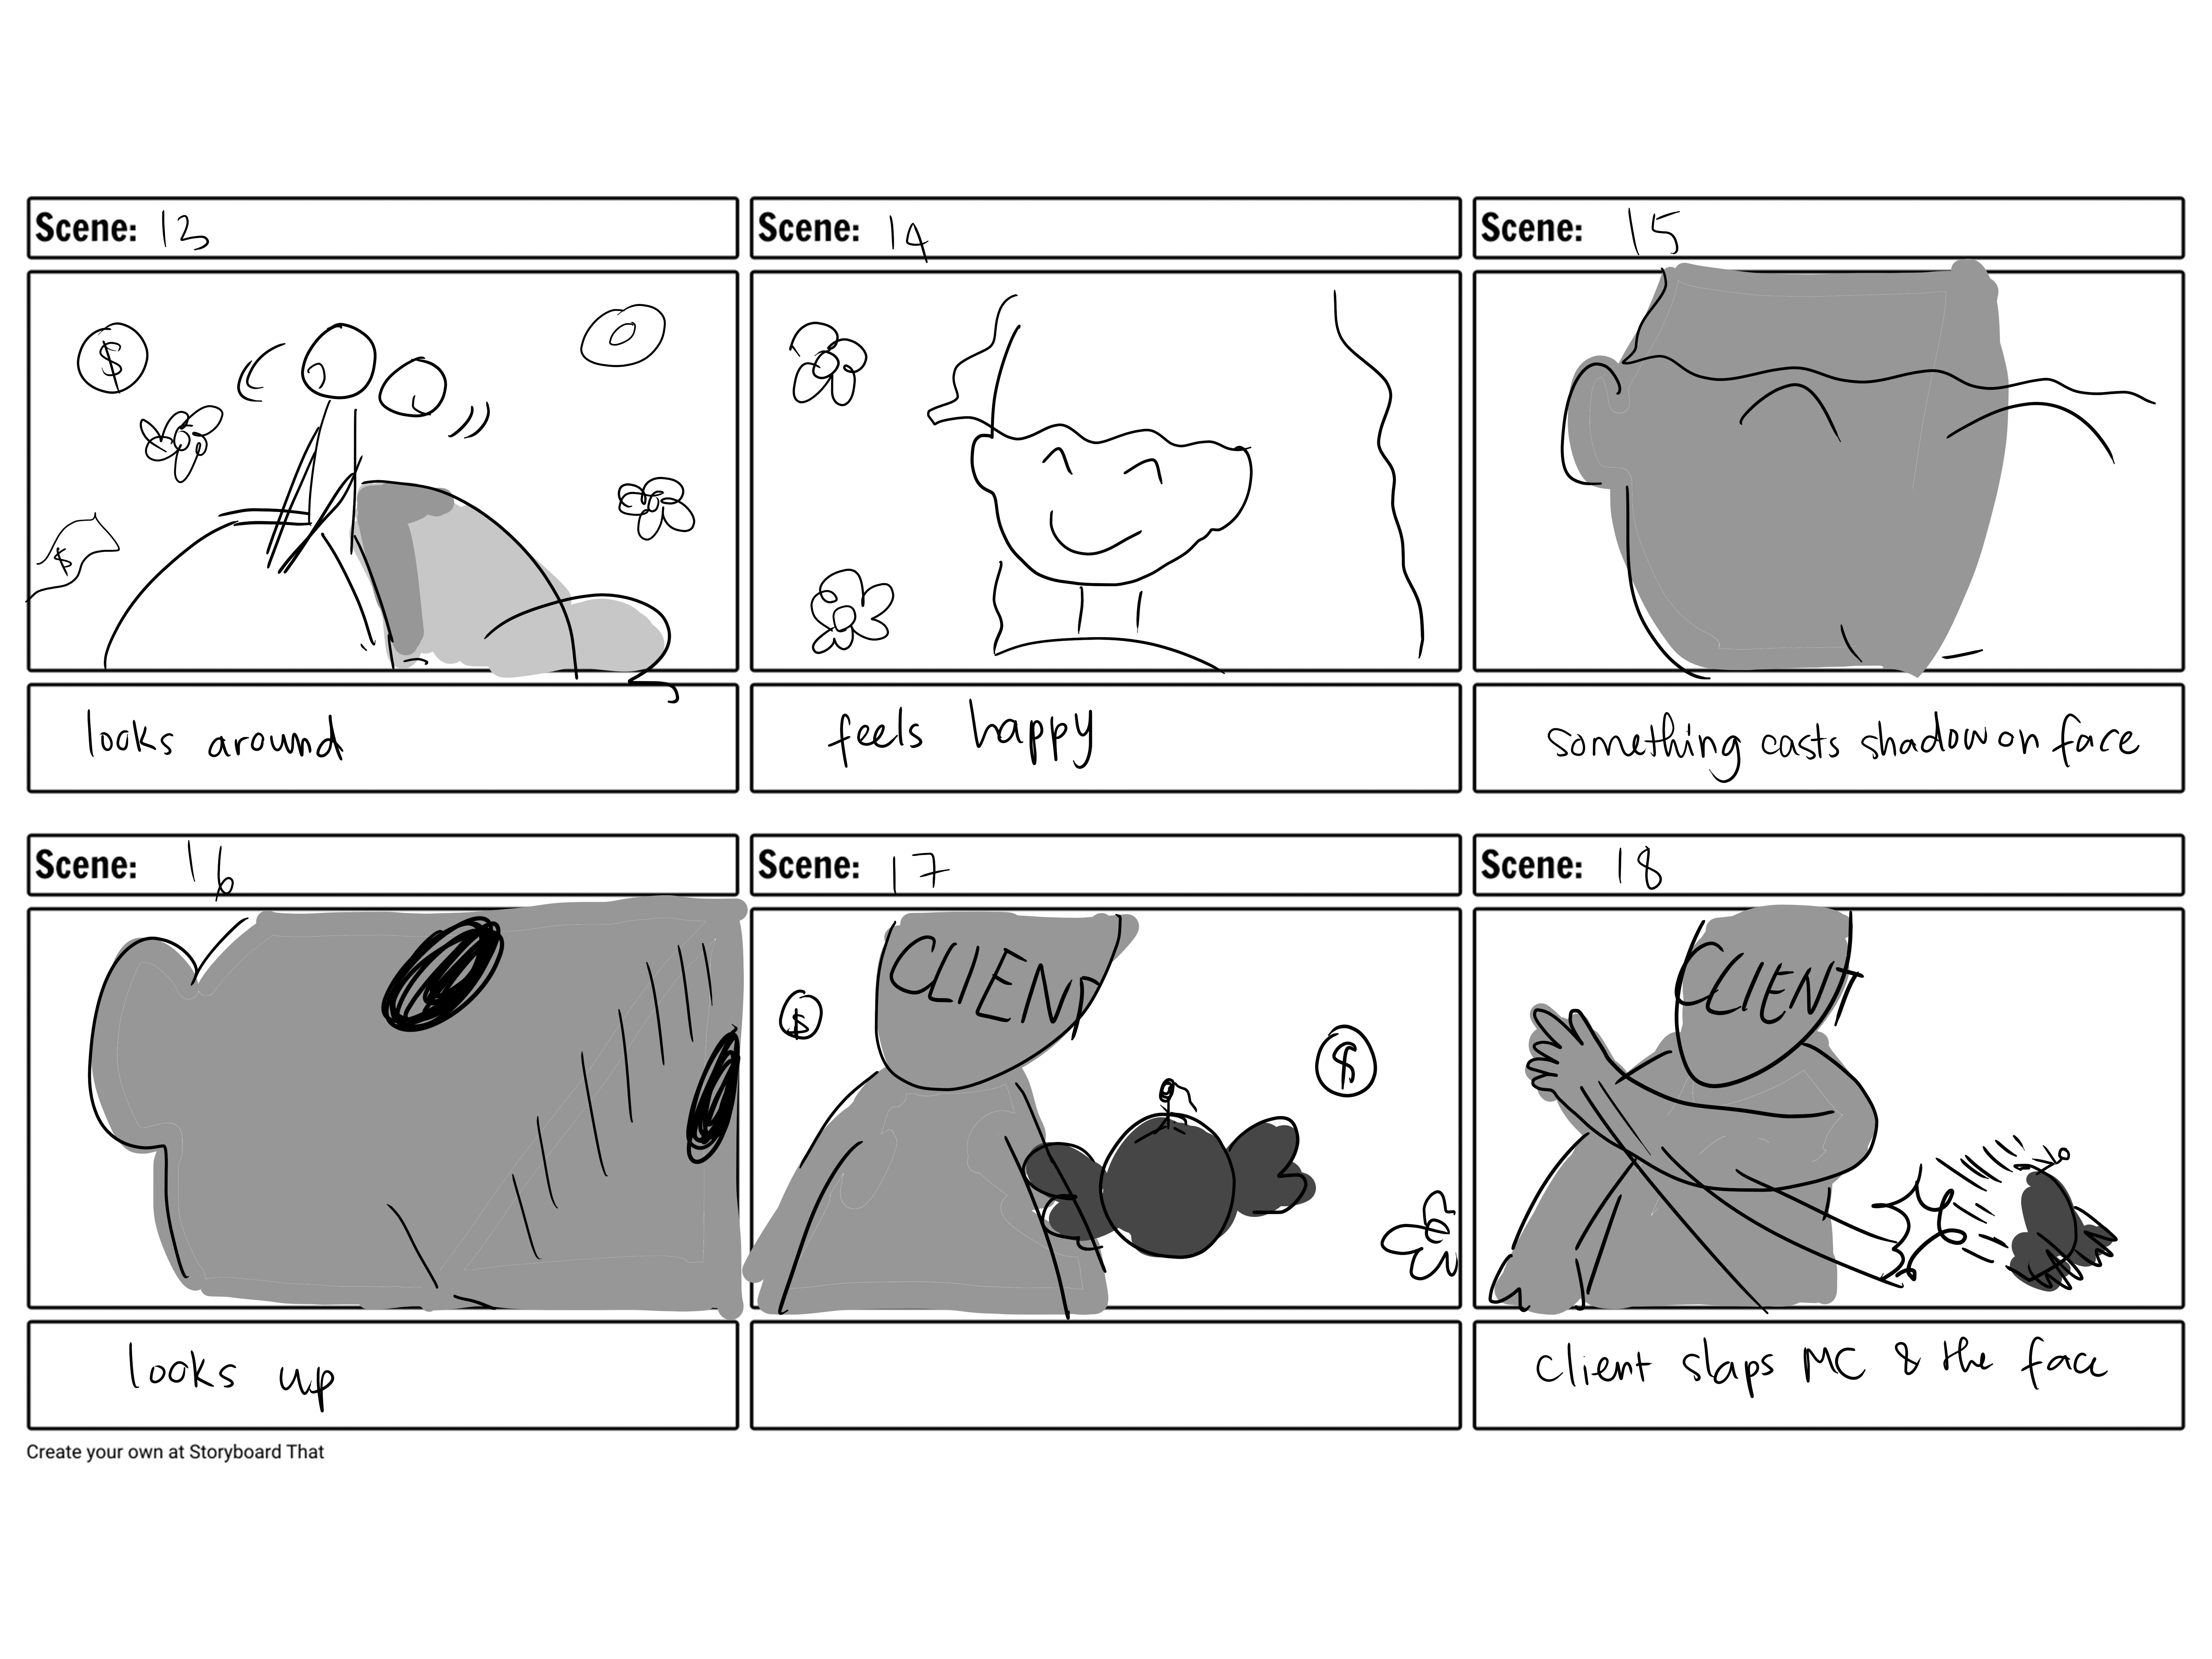 Scene: 13
Scene: 14
Scene: 15
$
$
looks around
feels happy
Something casts shadow on face
Scene: 16
Scene: 17
Scene: 18
CLIENT
$
$
CLIENT
looks up
client slaps MC & the face
Create your own at Storyboard That